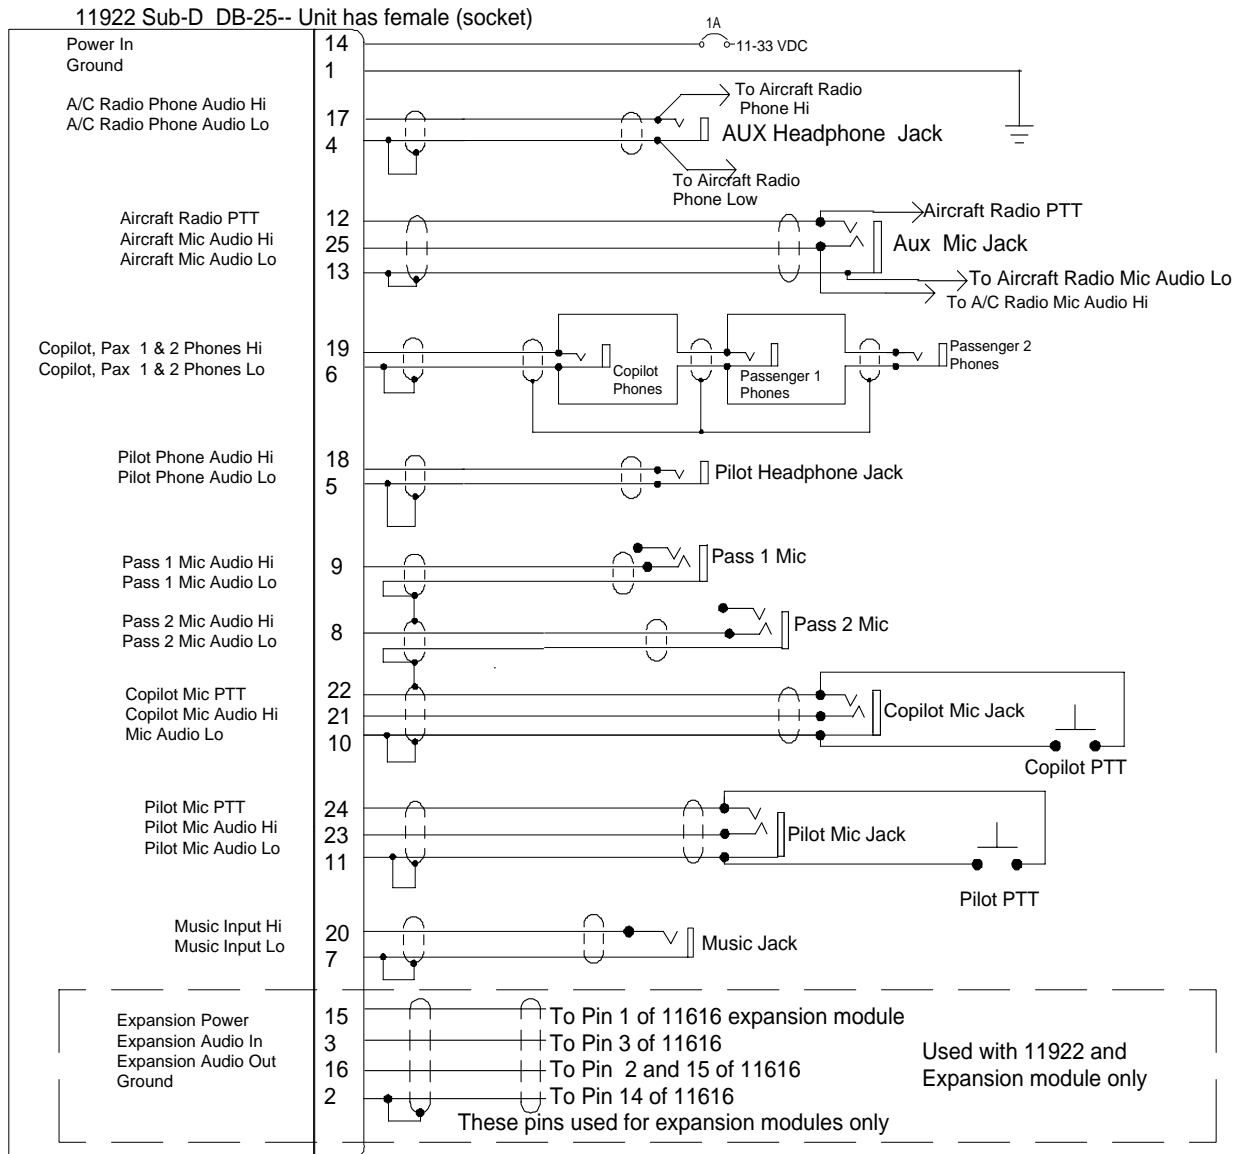 11922 Sub-D  DB-25-- Unit has female (socket)
Power In
Ground
14
1
1A
11-33 VDC
A/C Radio Phone Audio Hi
A/C Radio Phone Audio Lo
17
4
To Aircraft Radio
Phone Hi
AUX Headphone  Jack
To Aircraft Radio
Phone Low
Aircraft Radio PTT
Aircraft Mic Audio Hi
Aircraft Mic Audio Lo
12
25
13
Aircraft Radio PTT
Aux  Mic Jack
To Aircraft Radio Mic Audio Lo
To A/C Radio Mic Audio Hi
Copilot, Pax  1 & 2 Phones Hi
Copilot, Pax  1 & 2 Phones Lo
19
6
Copilot
Phones
Passenger 1
Phones
Passenger 2
Phones
Pilot Phone Audio Hi
Pilot Phone Audio Lo
18
5
Pilot Headphone Jack
Pass 1 Mic Audio Hi
Pass 1 Mic Audio Lo
9
Pass 1 Mic
Pass 2 Mic Audio Hi
Pass 2 Mic Audio Lo
8
Pass 2 Mic
Copilot Mic PTT
Copilot Mic Audio Hi
Mic Audio Lo
22
21
10
Copilot Mic Jack
Copilot PTT
Pilot Mic PTT
Pilot Mic Audio Hi
Pilot Mic Audio Lo
24
23
11
Pilot Mic Jack
Pilot PTT
Music Input Hi
Music Input Lo
20
7
Music Jack
Expansion Power
Expansion Audio In
Expansion Audio Out
Ground
15
3
16
2
To Pin 1 of 11616 expansion module
To Pin 3 of 11616
To Pin  2 and 15 of 11616
To Pin 14 of 11616
These pins used for expansion modules only
Used with 11922 and
Expansion module only